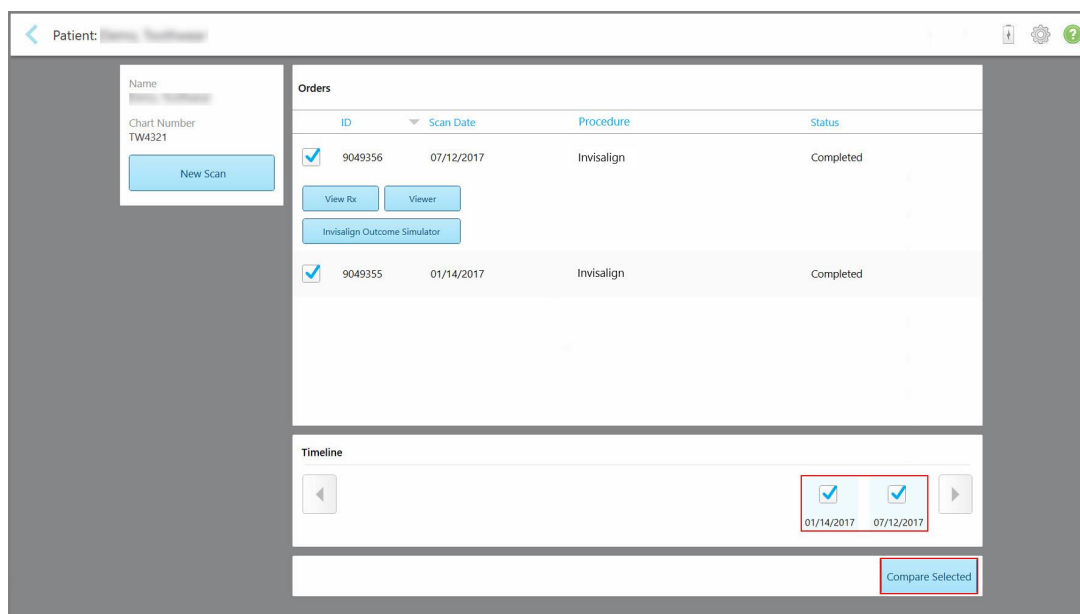 Patient:
Name
Chart Number
TW4321
New Scan
Orders
ID Scan Date Procedure Status
9049356 07/12/2017 Invisalign Completed
View Rx Viewer
Invisalign Outcome Simulator
9049355 01/14/2017 Invisalign Completed
Timeline
01/14/2017 07/12/2017
Compare Selected
?